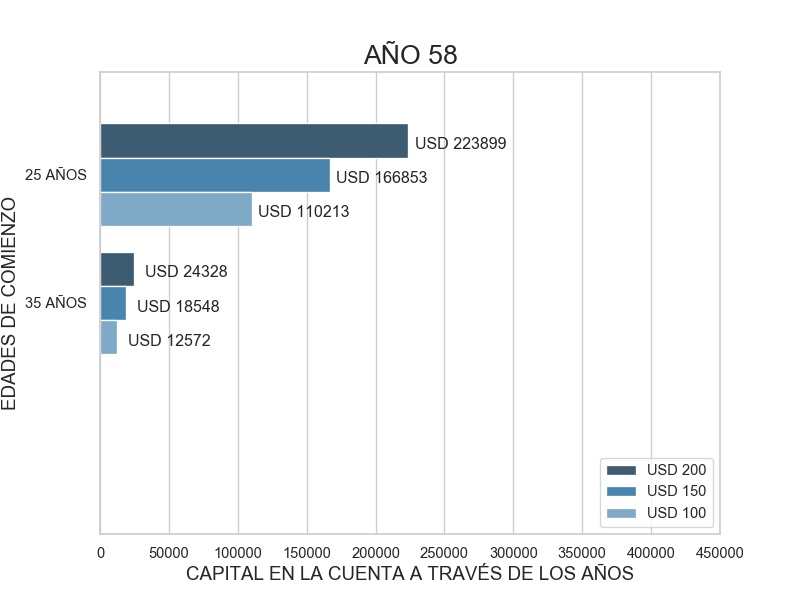 AÑO 58
EDADES DE COMIENZO
25 AÑOS
USD 223899
USD 166853
USD 110213
35 AÑOS
USD 24328
USD 18548
USD 12572
USD 200
USD 150
USD 100
0 50000 100000 150000 200000 250000 300000 350000 400000 450000
CAPITAL EN LA CUENTA A TRAVÉS DE LOS AÑOS